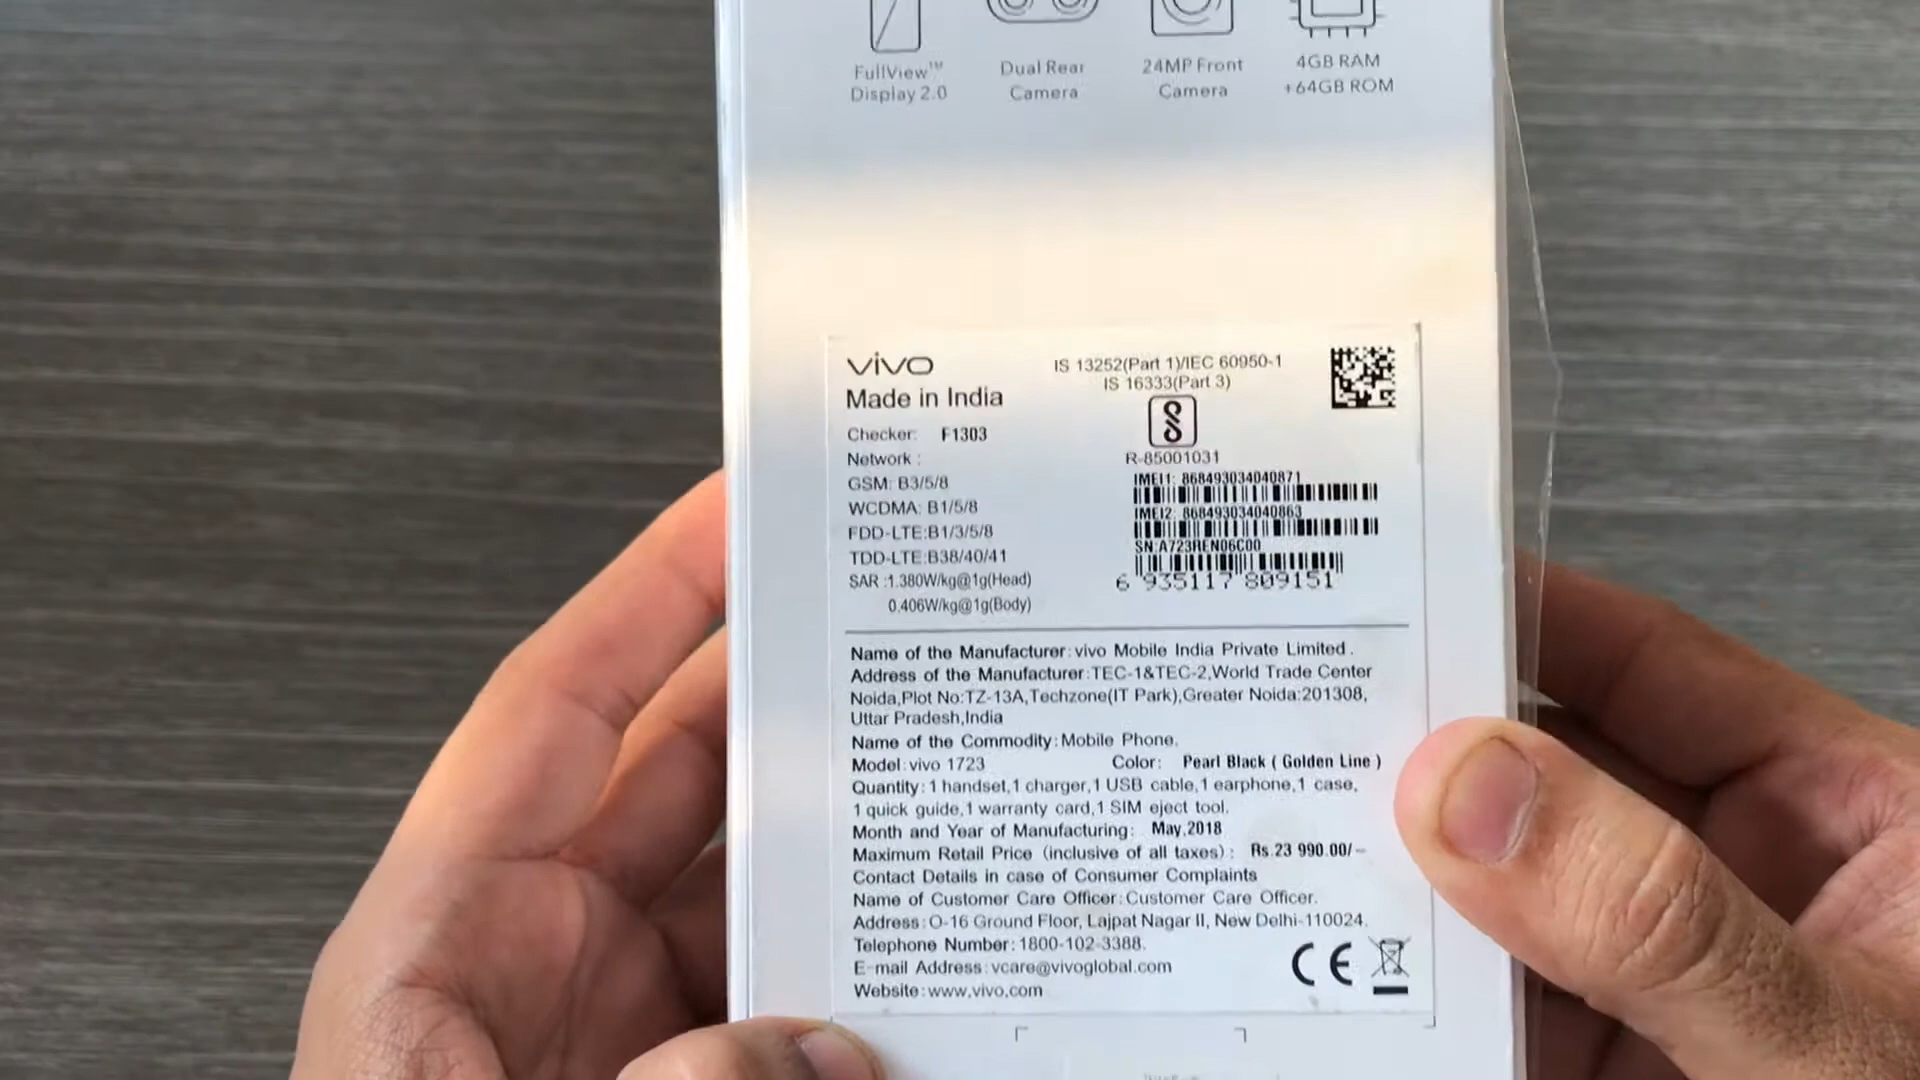 FullView™
Display 2.0
Dual Rear
Camera
24MP Front
Camera
4GB RAM
+64GB ROM
vivo
Made in India
Checker: F1303
Network :
GSM: B3/5/8
WCDMA: B1/5/8
FDD-LTE:B1/3/5/8
TDD-LTE:B38/40/41
SAR :1.380W/kg@1g(Head)
0.406W/kg@1g(Body)
IS 13252(Part 1)/IEC 60950-1
IS 16333(Part 3)
R-85001031
IMEI1: 868493034040871
IMEI2: 868493034040863
SN:A723REN06C00
6 935117 809151
Name of the Manufacturer:vivo Mobile India Private Limited.
Address of the Manufacturer:TEC-1&TEC-2,World Trade Center
Noida,Plot No:TZ-13A,Techzone(IT Park),Greater Noida:201308,
Uttar Pradesh,India
Name of the Commodity:Mobile Phone.
Model:vivo 1723 Color: Pearl Black ( Golden Line )
Quantity:1 handset,1 charger,1 USB cable,1 earphone,1 case,
1 quick guide,1 warranty card,1 SIM eject tool.
Month and Year of Manufacturing: May,2018
Maximum Retail Price (inclusive of all taxes): Rs.23 990.00/-
Contact Details in case of Consumer Complaints
Name of Customer Care Officer:Customer Care Officer.
Address:O-16 Ground Floor, Lajpat Nagar II, New Delhi-110024.
Telephone Number:1800-102-3388.
E-mail Address:vcare@vivoglobal.com
Website:www.vivo.com
CE